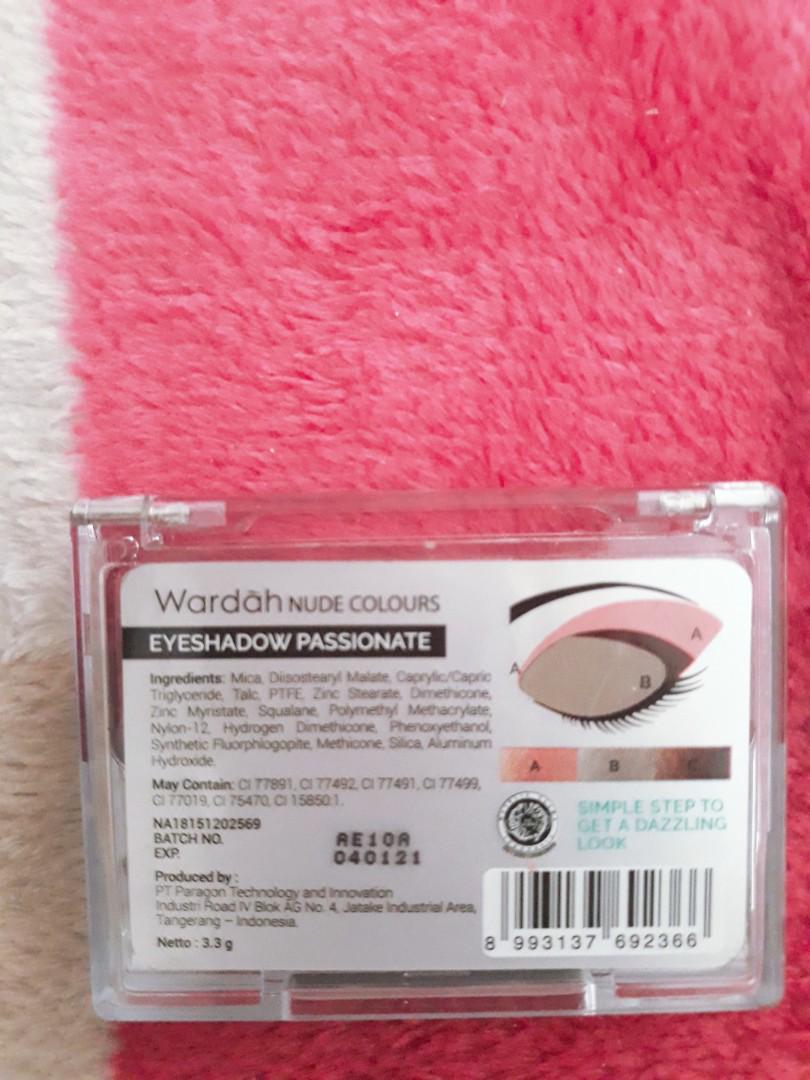 Wardāh NUDE COLOURS
EYESHADOW PASSIONATE
Ingredients: Mica, Diisostearyl Malate, Caprylic/Capric
Triglyceride, Talc, PTFE, Zinc Stearate, Dimethicone,
Zinc Myristate, Squalane, Polymethyl Methacrylate,
Nylon-12, Hydrogen Dimethicone, Phenoxyethanol,
Synthetic Fluorphlogopite, Methicone, Silica, Aluminum
Hydroxide.
May Contain: CI 77891, CI 77492, CI 77491, CI 77499,
CI 77019, CI 75470, CI 15850:1.
NA18151202569
BATCH NO. AE10A
EXP. 040121
Produced by :
PT Paragon Technology and Innovation
Industri Road IV Blok AG No. 4, Jatake Industrial Area,
Tangerang – Indonesia.
Netto : 3.3 g
A
A
B
A B C
SIMPLE STEP TO
GET A DAZZLING
LOOK
8 993137 692366